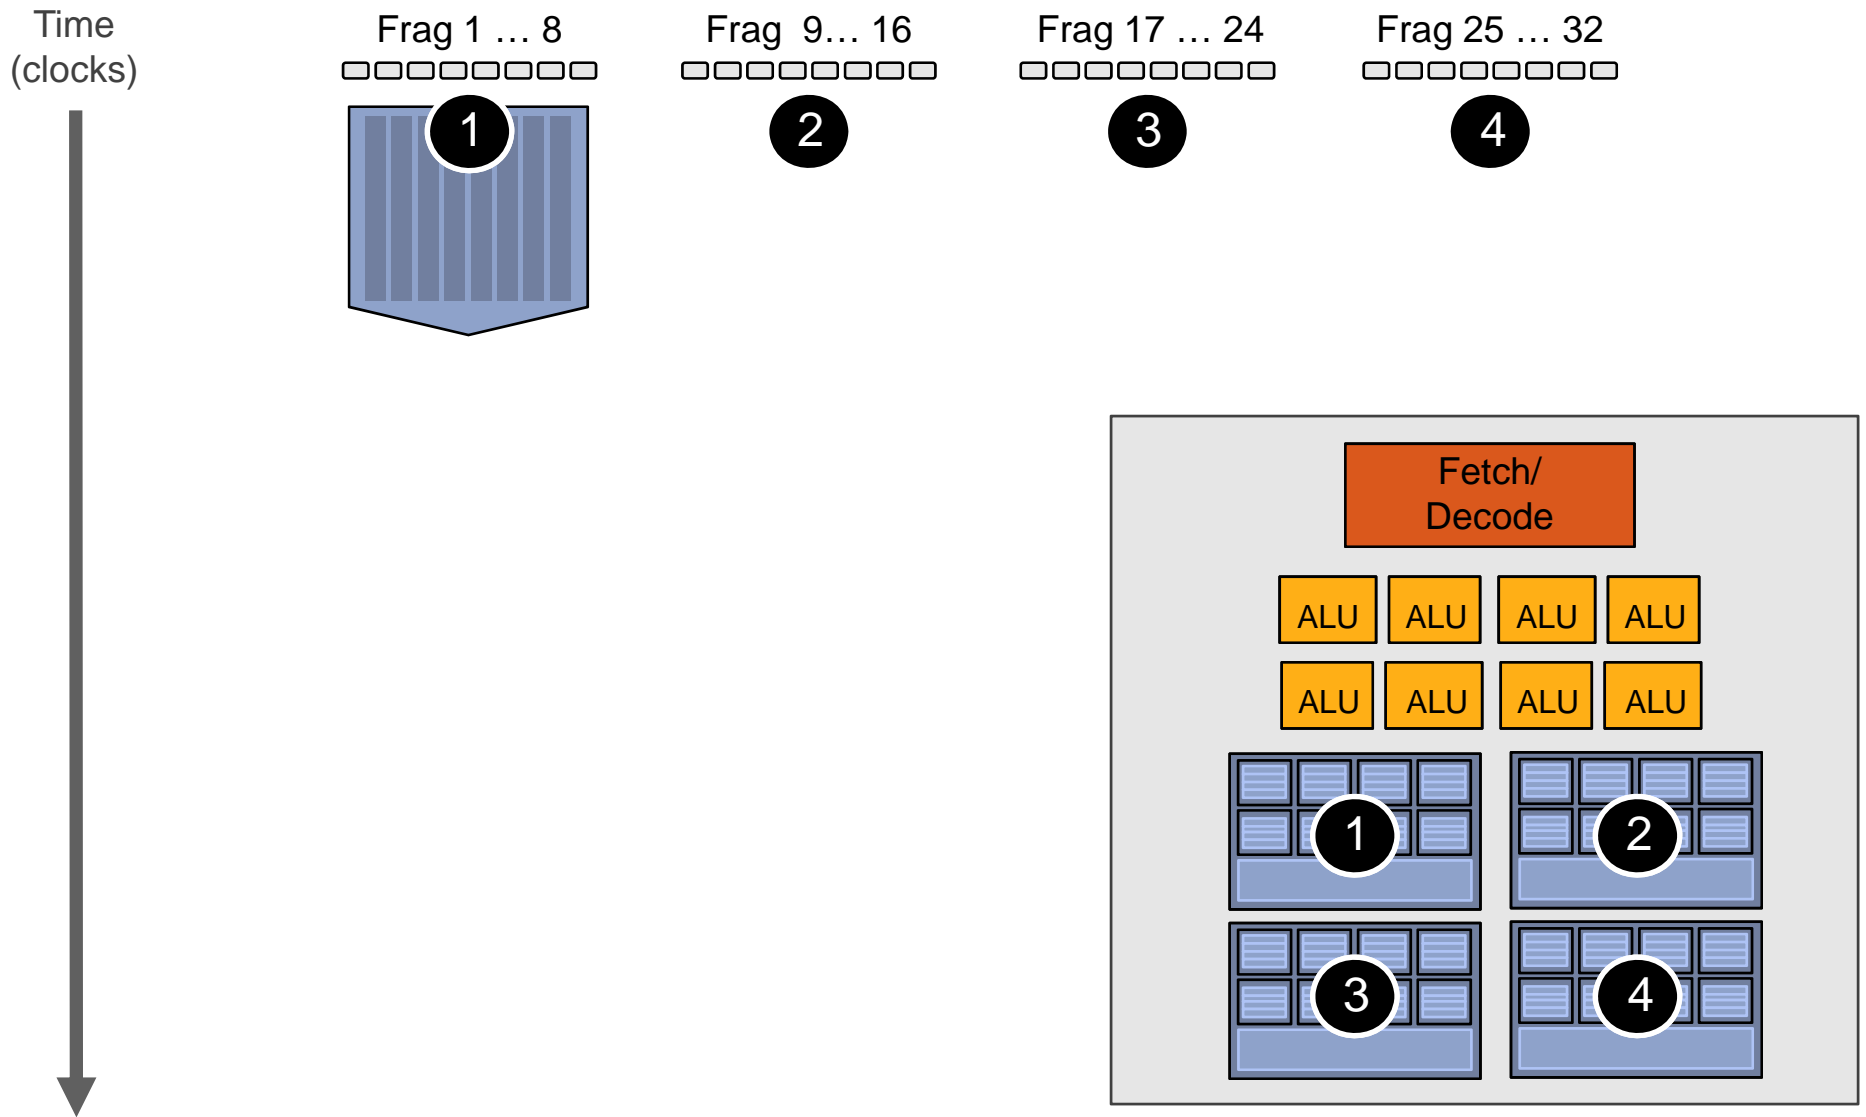 Time
(clocks)
Frag 1 … 8
Frag  9… 16
Frag 17 … 24
Frag 25 … 32
1
2
3
4
Fetch/
Decode
ALU ALU ALU ALU
ALU ALU ALU ALU
1
2
3
4